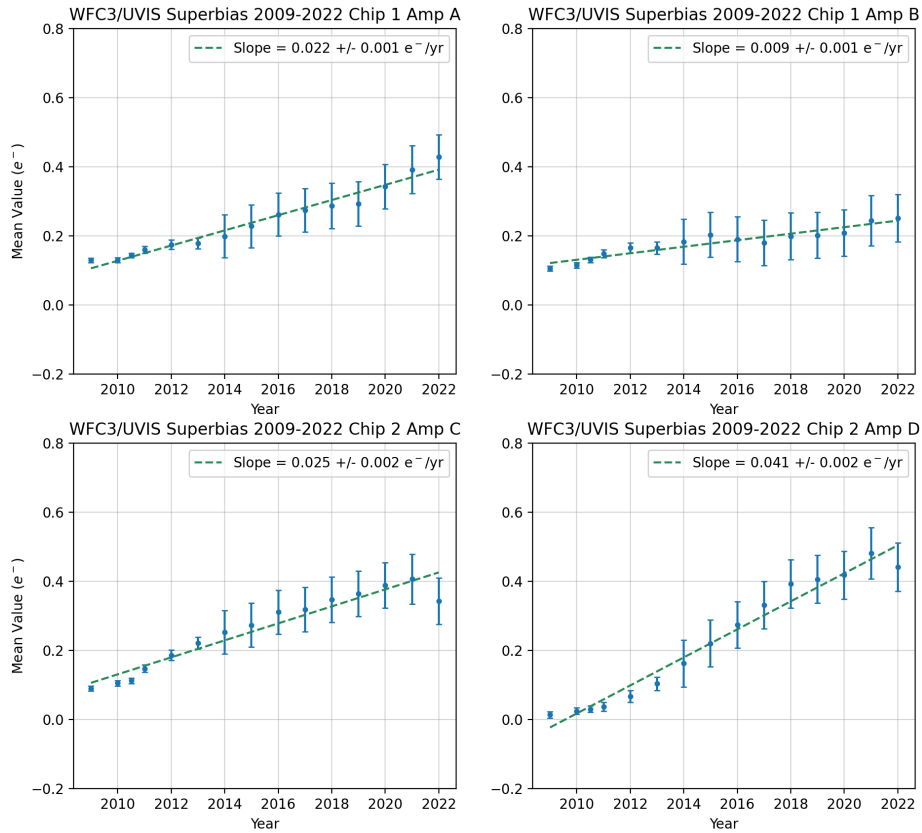 WFC3/UVIS Superbias 2009-2022 Chip 1 Amp A
Slope = 0.022 +/- 0.001 e⁻/yr
0.8
0.6
0.4
0.2
0.0
−0.2
Mean Value (e⁻)
2010 2012 2014 2016 2018 2020 2022
Year
WFC3/UVIS Superbias 2009-2022 Chip 1 Amp B
Slope = 0.009 +/- 0.001 e⁻/yr
0.8
0.6
0.4
0.2
0.0
−0.2
2010 2012 2014 2016 2018 2020 2022
Year
WFC3/UVIS Superbias 2009-2022 Chip 2 Amp C
Slope = 0.025 +/- 0.002 e⁻/yr
0.8
0.6
0.4
0.2
0.0
−0.2
Mean Value (e⁻)
2010 2012 2014 2016 2018 2020 2022
Year
WFC3/UVIS Superbias 2009-2022 Chip 2 Amp D
Slope = 0.041 +/- 0.002 e⁻/yr
0.8
0.6
0.4
0.2
0.0
−0.2
2010 2012 2014 2016 2018 2020 2022
Year